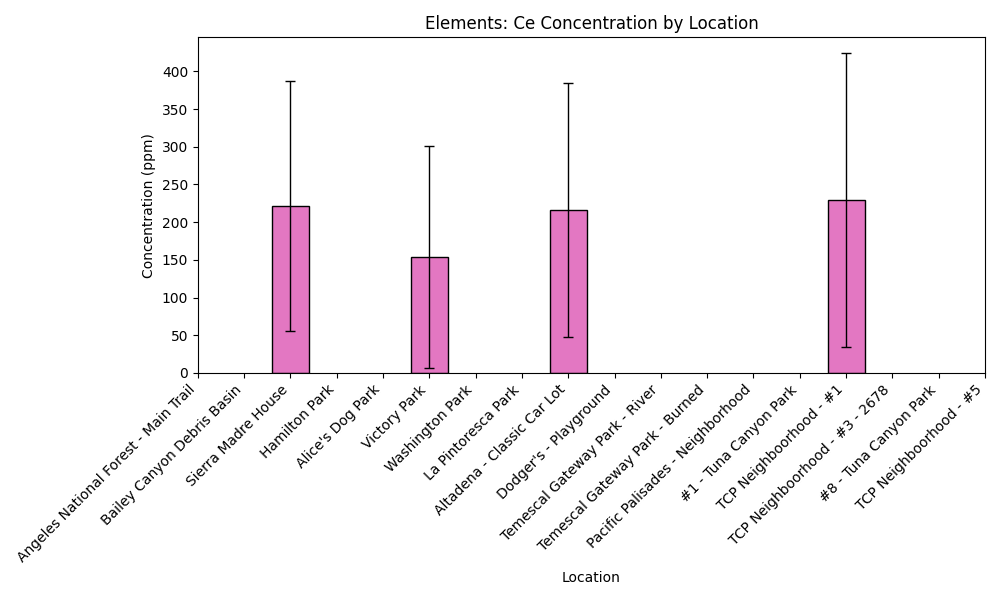 Elements: Ce Concentration by Location
Concentration (ppm)
400
350
300
250
200
150
100
50
0
Angeles National Forest - Main Trail
Bailey Canyon Debris Basin
Sierra Madre House
Hamilton Park
Alice's Dog Park
Victory Park
Washington Park
La Pintoresca Park
Altadena - Classic Car Lot
Dodger's - Playground
Temescal Gateway Park - River
Temescal Gateway Park - Burned
Pacific Palisades - Neighborhood
#1 - Tuna Canyon Park
TCP Neighboorhood - #1
TCP Neighboorhood - #3 - 2678
#8 - Tuna Canyon Park
TCP Neighboorhood - #5
Location